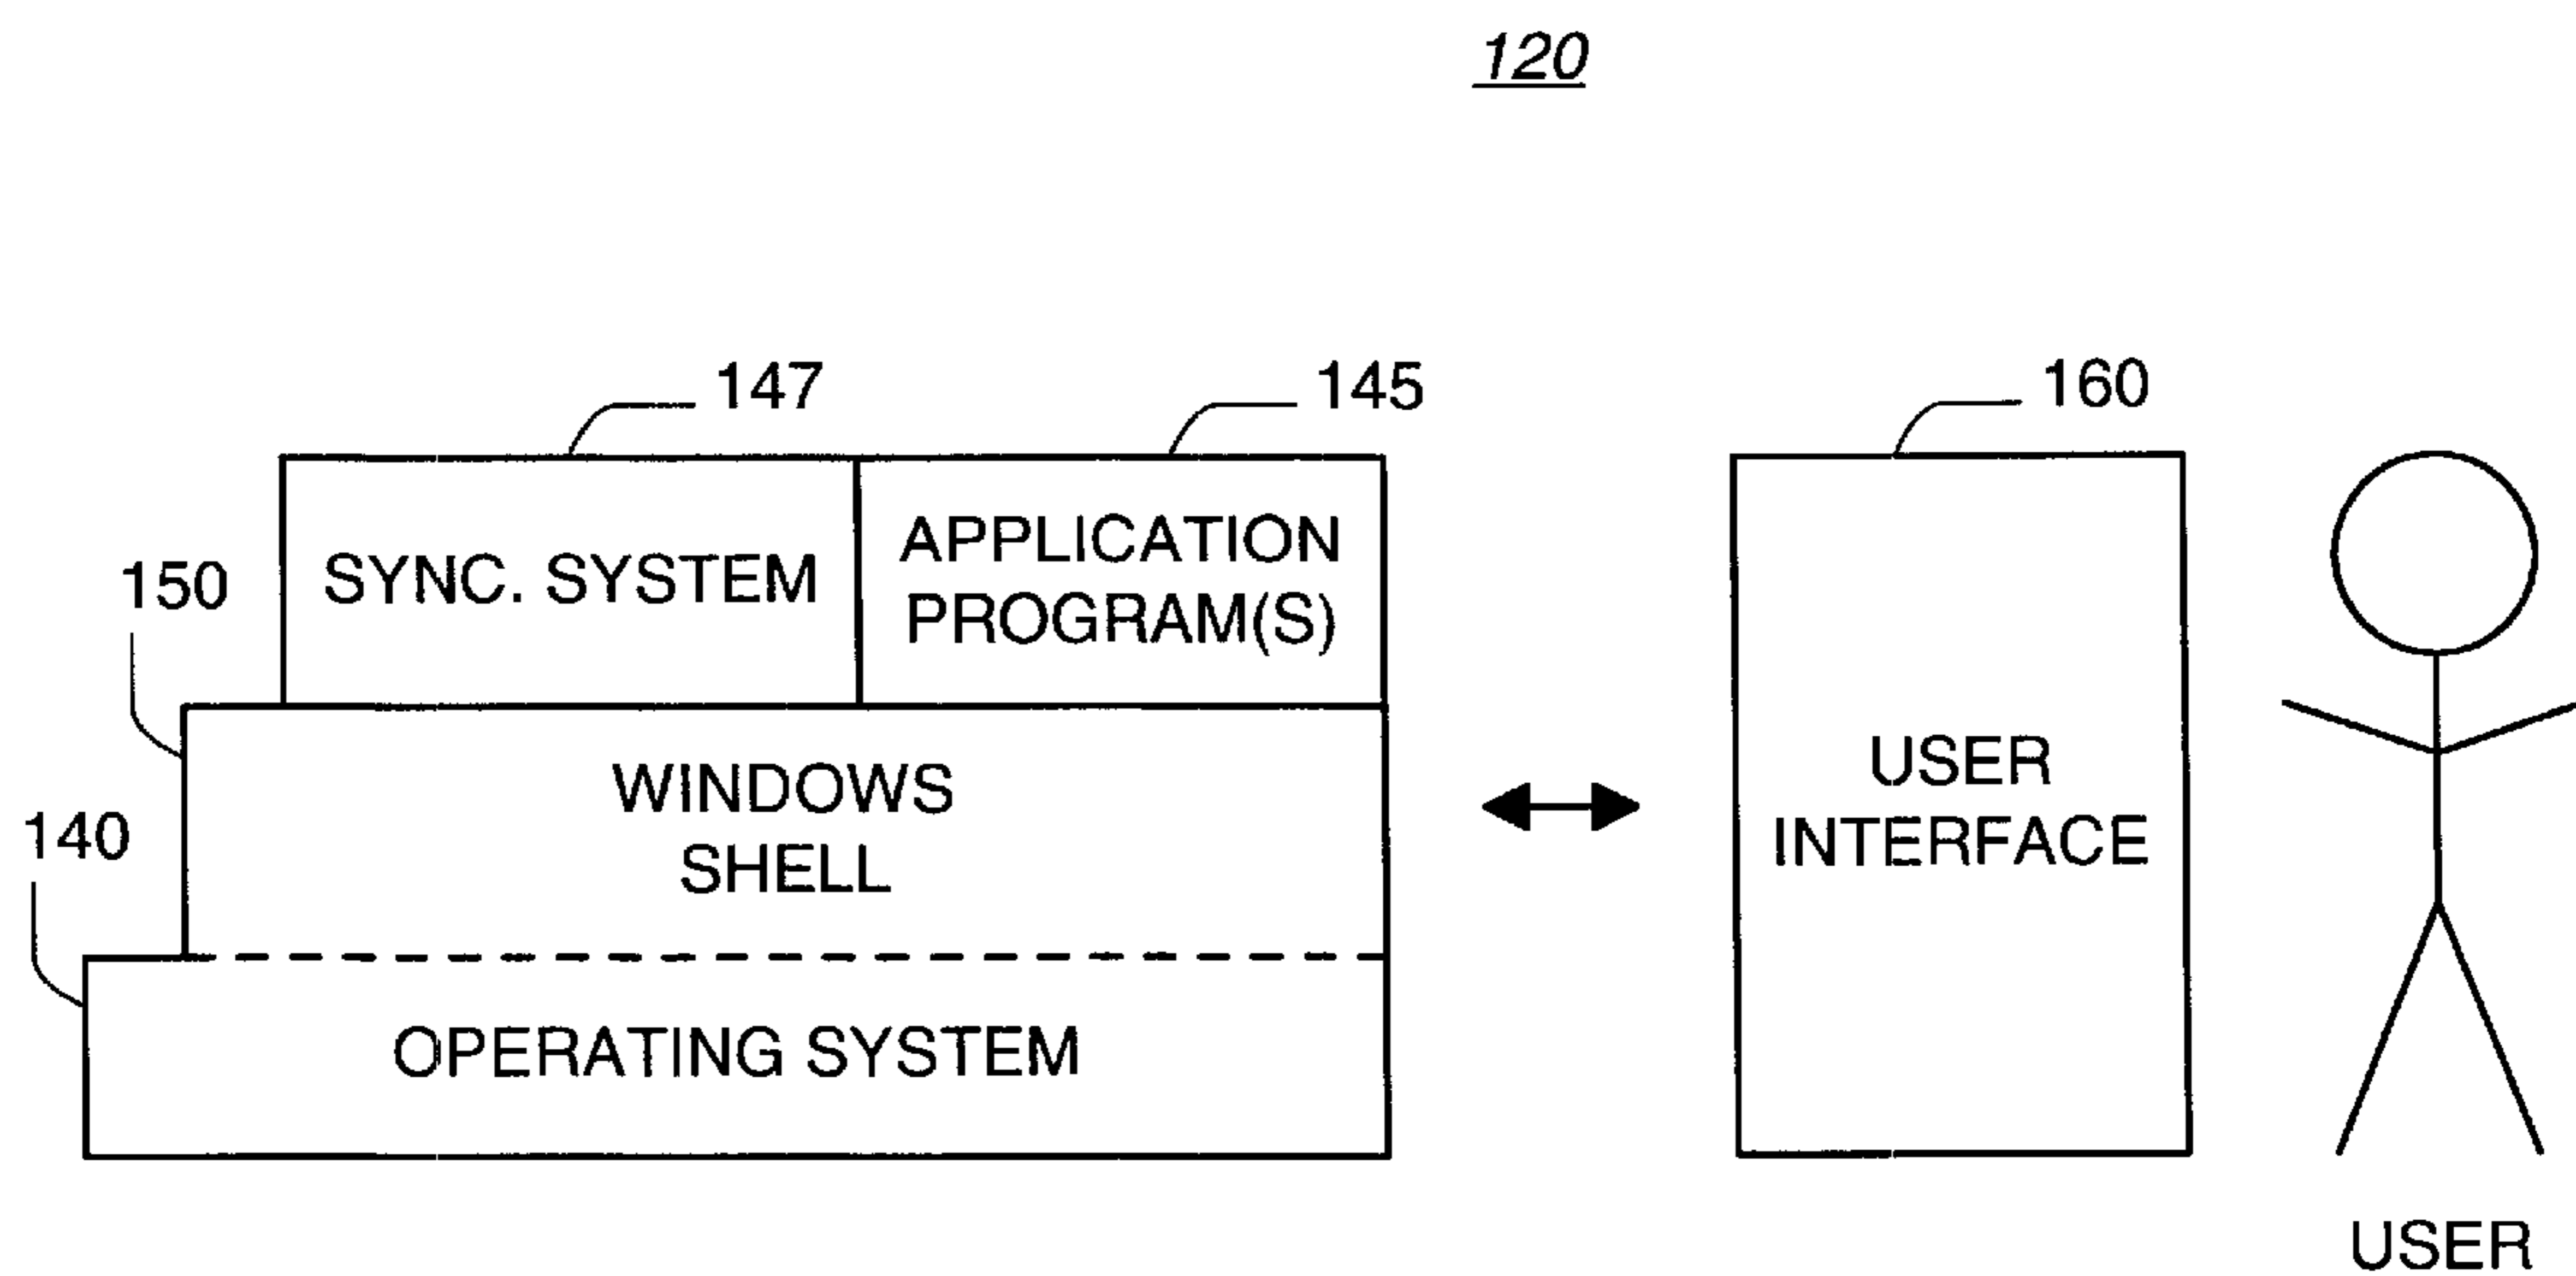 120
147
145
160
SYNC. SYSTEM
APPLICATION
PROGRAM(S)
150
WINDOWS
SHELL
USER
INTERFACE
140
OPERATING SYSTEM
USER